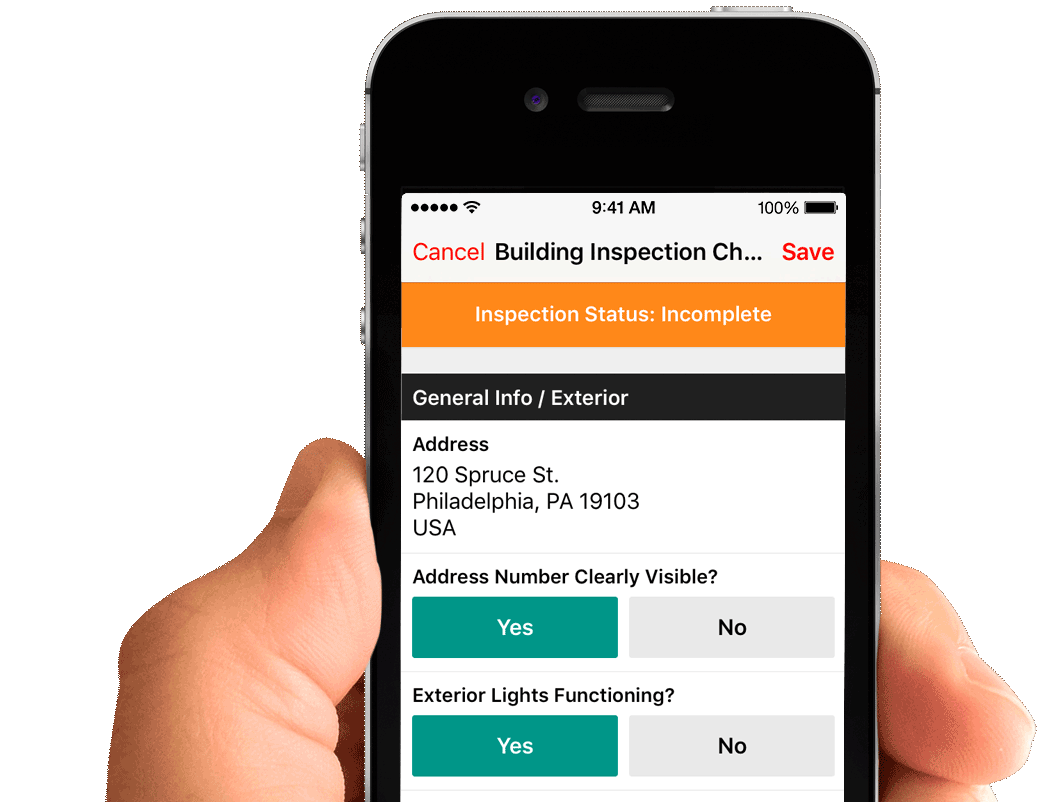 9:41 AM 100%
Cancel Building Inspection Ch... Save
Inspection Status: Incomplete
General Info / Exterior
Address
120 Spruce St.
Philadelphia, PA 19103
USA
Address Number Clearly Visible?
Yes No
Exterior Lights Functioning?
Yes No